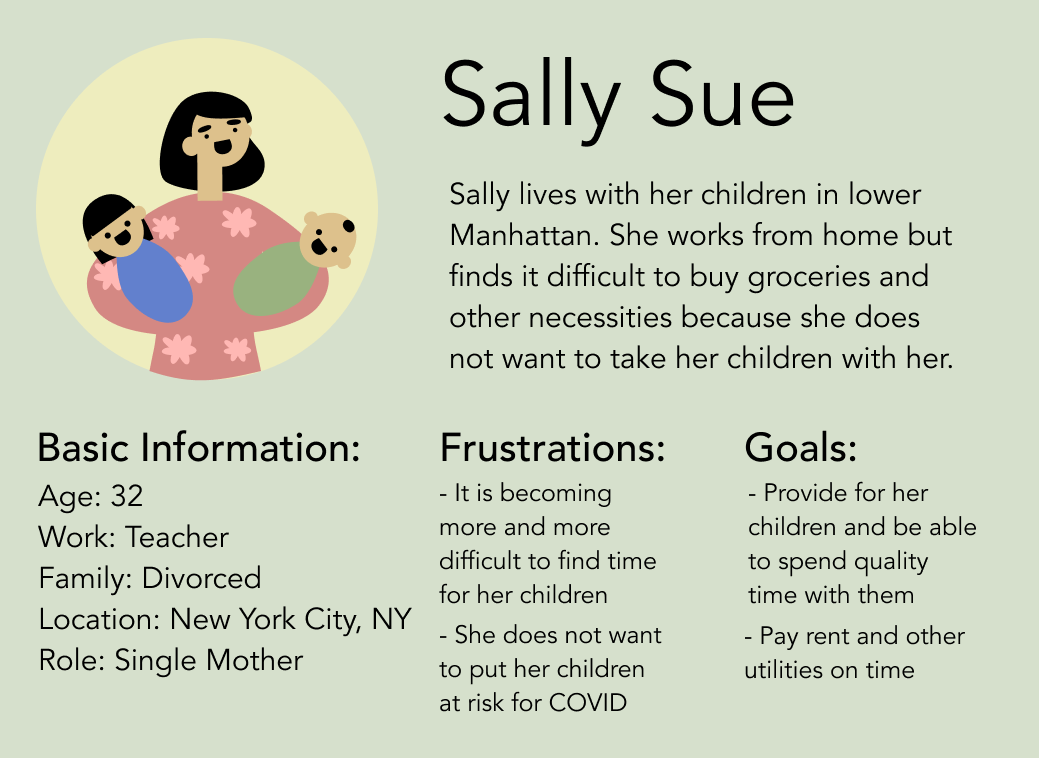 Sally Sue
Sally lives with her children in lower
Manhattan. She works from home but
finds it difficult to buy groceries and
other necessities because she does
not want to take her children with her.
Basic Information:
Age: 32
Work: Teacher
Family: Divorced
Location: New York City, NY
Role: Single Mother
Frustrations:
- It is becoming
more and more
difficult to find time
for her children
- She does not want
to put her children
at risk for COVID
Goals:
- Provide for her
children and be able
to spend quality
time with them
- Pay rent and other
utilities on time